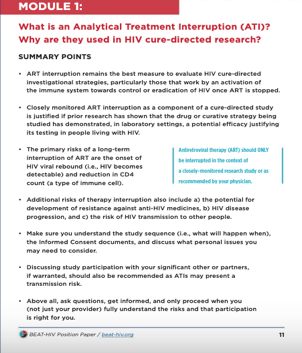 MODULE 1:
What is an Analytical Treatment Interruption (ATI)?
Why are they used in HIV cure-directed research?
SUMMARY POINTS
• ART interruption remains the best measure to evaluate HIV cure-directed
investigational strategies, particularly those that work by an activation of
the immune system towards control or eradication of HIV once ART is stopped.
• Closely monitored ART interruption as a component of a cure-directed study
is justified if prior research has shown that the drug or curative strategy being
studied has demonstrated, in laboratory settings, a potential efficacy justifying
its testing in people living with HIV.
• The primary risks of a long-term
interruption of ART are the onset of
HIV viral rebound (i.e., HIV becomes
detectable) and reduction in CD4
count (a type of immune cell).
Antiretroviral therapy (ART) should ONLY
be interrupted in the context of
a closely-monitored research study or as
recommended by your physician.
• Additional risks of therapy interruption also include a) the potential for
development of resistance against anti-HIV medicines, b) HIV disease
progression, and c) the risk of HIV transmission to other people.
• Make sure you understand the study sequence (i.e., what will happen when),
the Informed Consent documents, and discuss what personal issues you
may need to consider.
• Discussing study participation with your significant other or partners,
if warranted, should also be recommended as ATIs may present a
transmission risk.
• Above all, ask questions, get informed, and only proceed when you
(not just your provider) fully understand the risks and that participation
is right for you.
BEAT-HIV Position Paper / beat-hiv.org
11